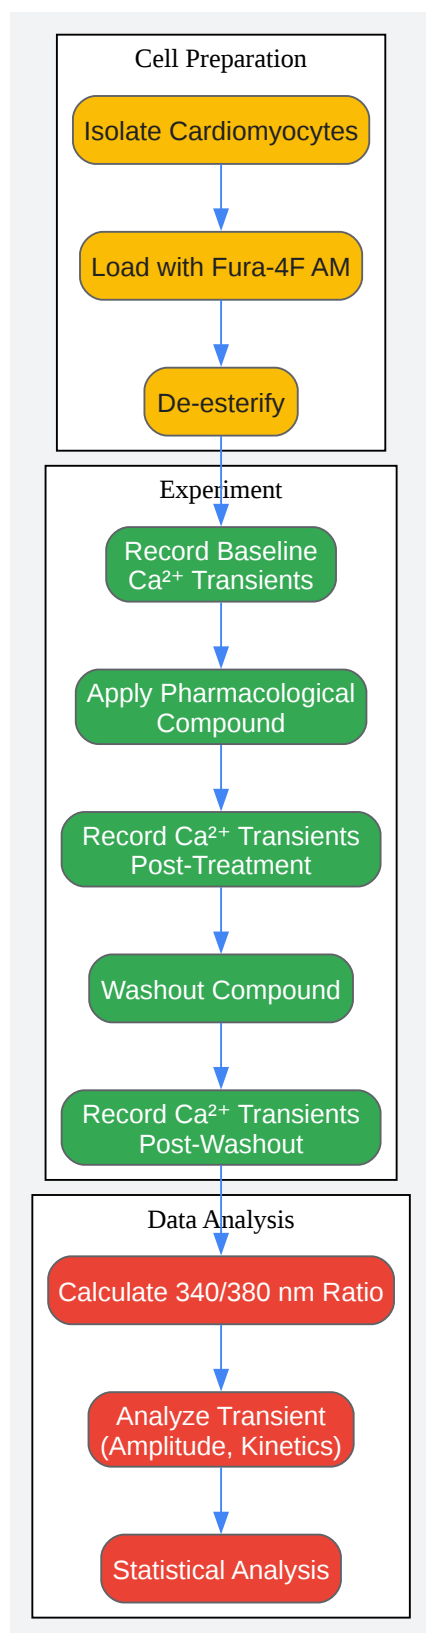 Cell Preparation
Isolate Cardiomyocytes
Load with Fura-4F AM
De-esterify
Experiment
Record Baseline
Ca²⁺ Transients
Apply Pharmacological
Compound
Record Ca²⁺ Transients
Post-Treatment
Washout Compound
Record Ca²⁺ Transients
Post-Washout
Data Analysis
Calculate 340/380 nm Ratio
Analyze Transient
(Amplitude, Kinetics)
Statistical Analysis